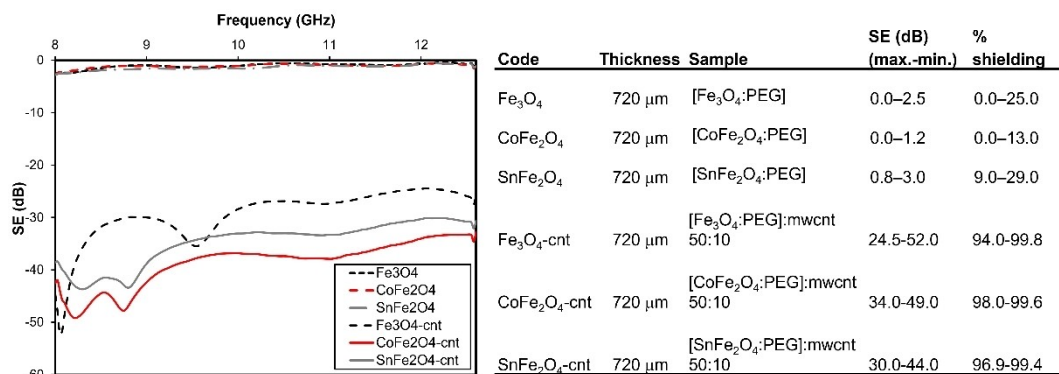 Frequency (GHz)
8 9 10 11 12
0
-10
-20
-30
-40
-50
-60
SE (dB)
Fe3O4
CoFe2O4
SnFe2O4
Fe3O4-cnt
CoFe2O4-cnt
SnFe2O4-cnt
SE (dB) %
Code Thickness Sample (max.-min.) shielding
Fe₃O₄ 720 μm [Fe₃O₄:PEG] 0.0–2.5 0.0–25.0
CoFe₂O₄ 720 μm [CoFe₂O₄:PEG] 0.0–1.2 0.0–13.0
SnFe₂O₄ 720 μm [SnFe₂O₄:PEG] 0.8–3.0 9.0–29.0
[Fe₃O₄:PEG]:mwcnt
Fe₃O₄-cnt 720 μm 50:10 24.5-52.0 94.0-99.8
[CoFe₂O₄:PEG]:mwcnt
CoFe₂O₄-cnt 720 μm 50:10 34.0-49.0 98.0-99.6
[SnFe₂O₄:PEG]:mwcnt
SnFe₂O₄-cnt 720 μm 50:10 30.0-44.0 96.9-99.4